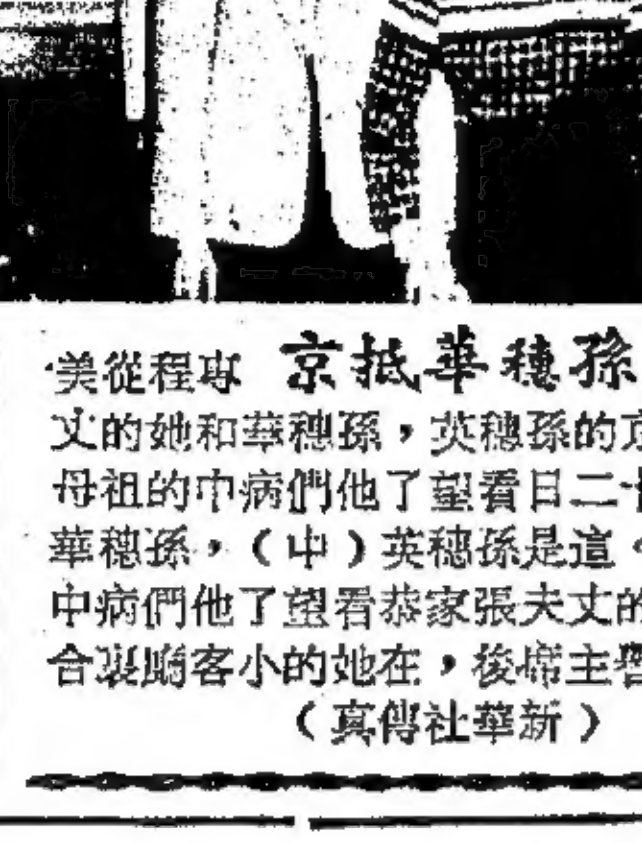 孫穗華抵京 專程從美
的孫穗英，孫穗華和她的丈
二日看望了他們病中的祖母
這是孫穗英（中），孫穗華
的丈夫張家恭看望了他們病中
主席後，在她的小客廳裏合
（新華社傳真）